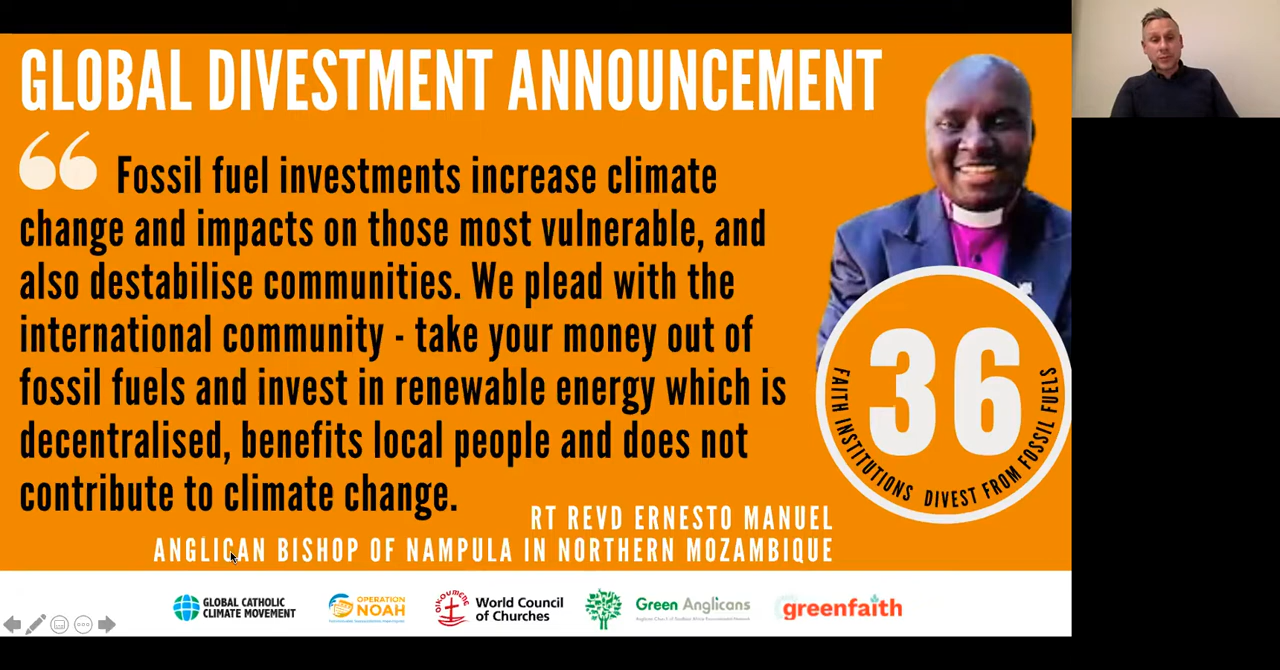 GLOBAL DIVESTMENT ANNOUNCEMENT
“ Fossil fuel investments increase climate
change and impacts on those most vulnerable, and
also destabilise communities. We plead with the
international community - take your money out of
fossil fuels and invest in renewable energy which is
decentralised, benefits local people and does not
contribute to climate change.
RT REVD ERNESTO MANUEL
ANGLICAN BISHOP OF NAMPULA IN NORTHERN MOZAMBIQUE
36
FAITH INSTITUTIONS DIVEST FROM FOSSIL FUELS
GLOBAL CATHOLIC
CLIMATE MOVEMENT
OPERATION
NOAH
OIKOUMENE
World Council
of Churches
Green Anglicans
greenfaith